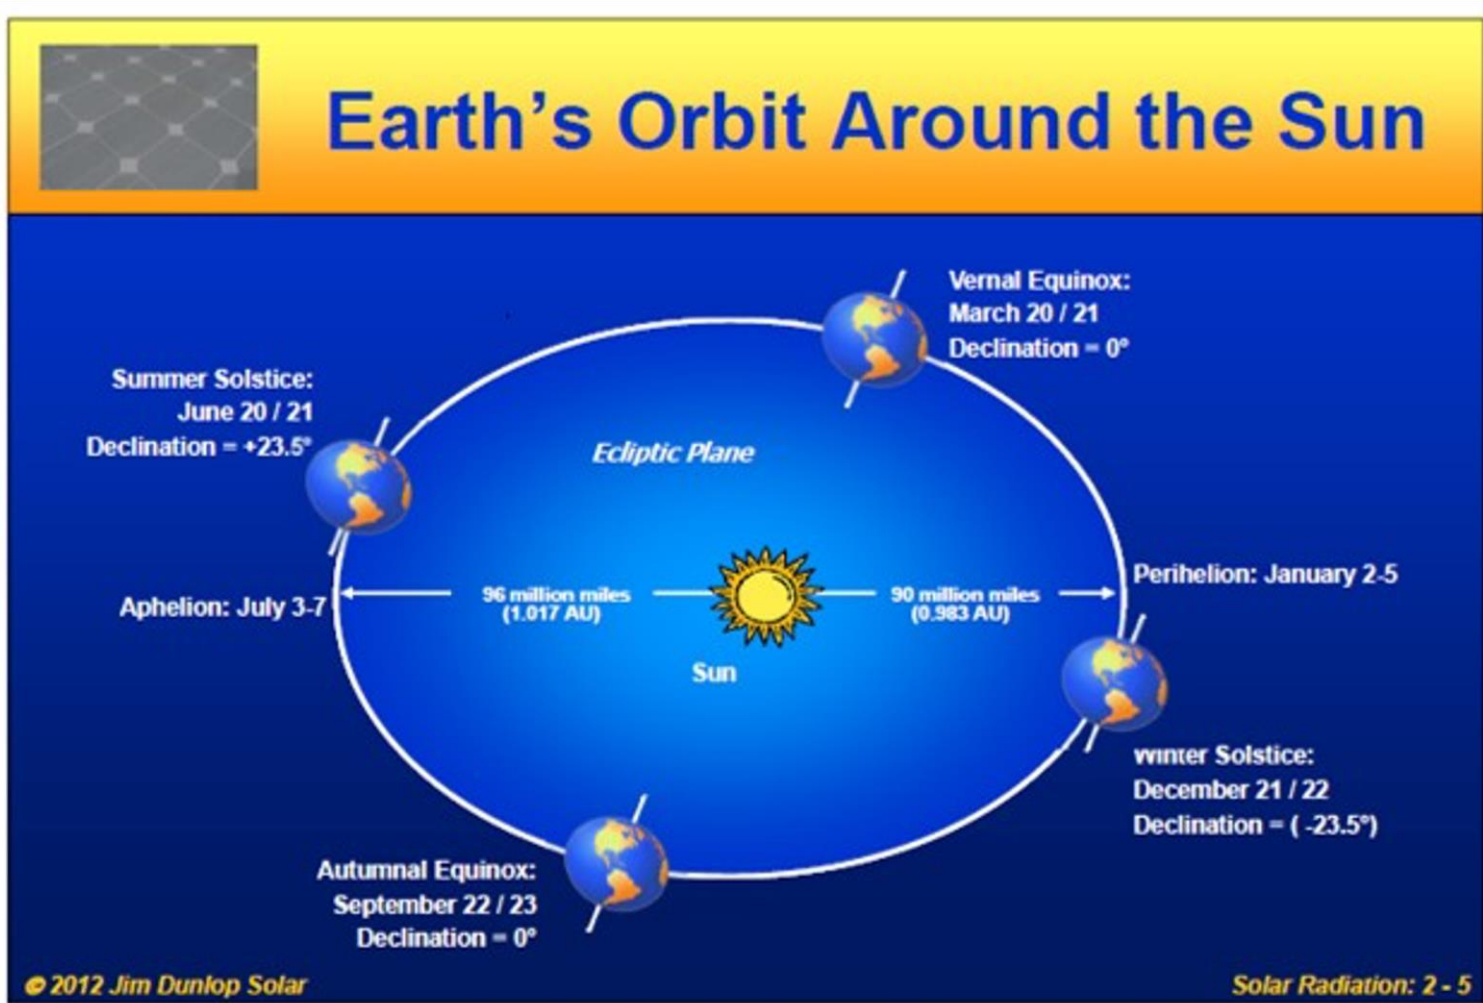 Earth's Orbit Around the Sun
Vernal Equinox:
March 20 / 21
Declination = 0°
Summer Solstice:
June 20 / 21
Declination = +23.5°
Ecliptic Plane
Perihelion: January 2-5
96 million miles
(1.017 AU)
90 million miles
(0.983 AU)
Aphelion: July 3-7
Sun
Winter Solstice:
December 21 / 22
Declination = ( -23.5°)
Autumnal Equinox:
September 22 / 23
Declination = 0°
© 2012 Jim Dunlop Solar
Solar Radiation: 2 - 5